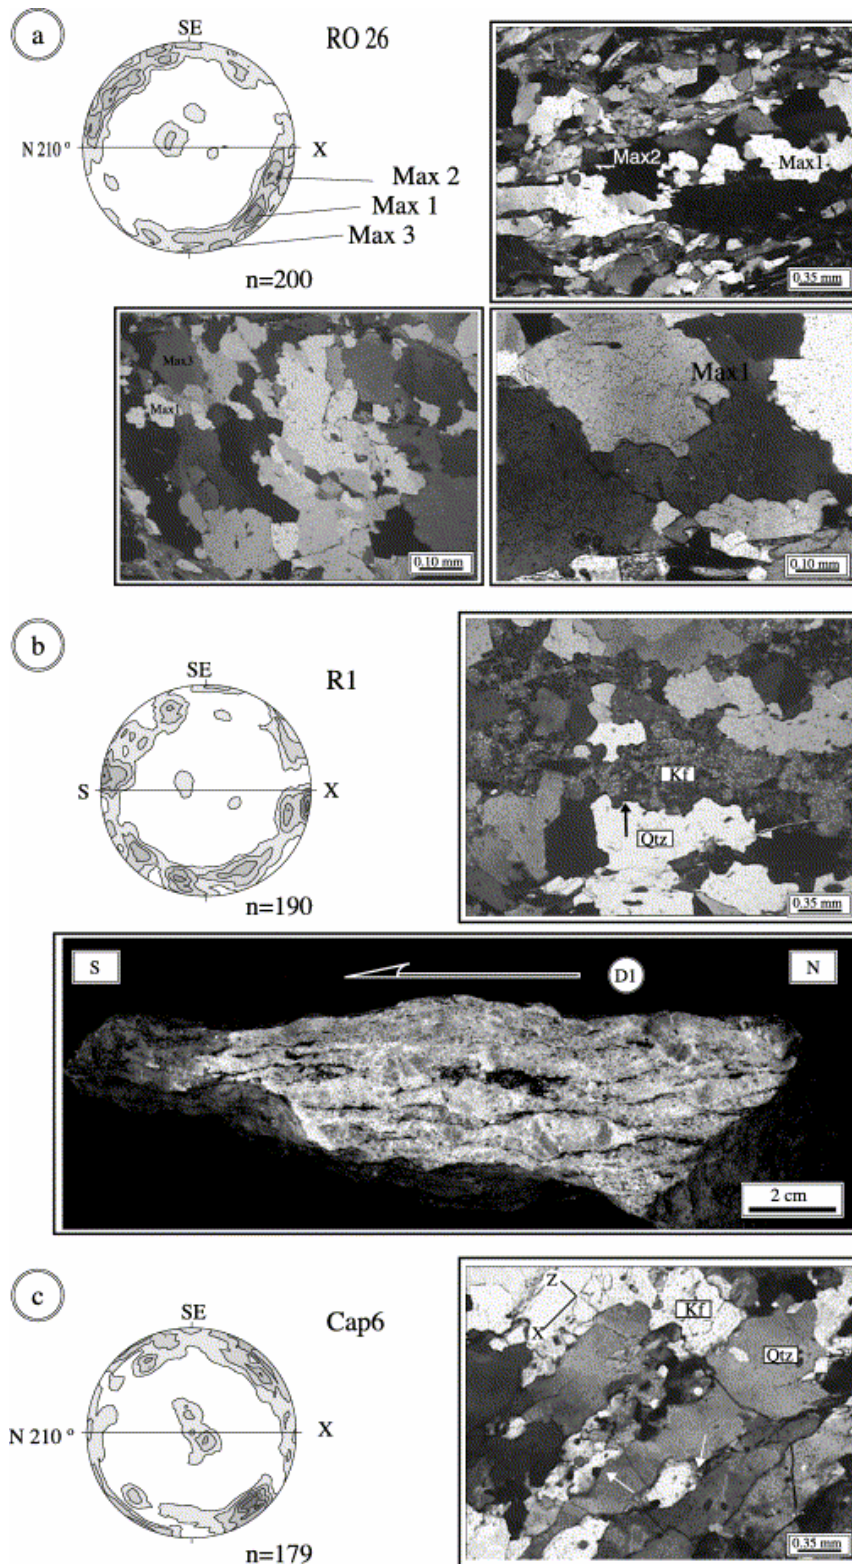 a
SE
RO 26
N 210 º
X
Max 2
Max 1
Max 3
n=200
Max2
Max1
0.35 mm
Max3
Max1
0.10 mm
Max1
0.10 mm
b
SE
R1
S
X
n=190
Kf
Qtz
0.35 mm
S
D1
N
2 cm
c
SE
Cap6
N 210 º
X
n=179
Z
X
Kf
Qtz
0.35 mm